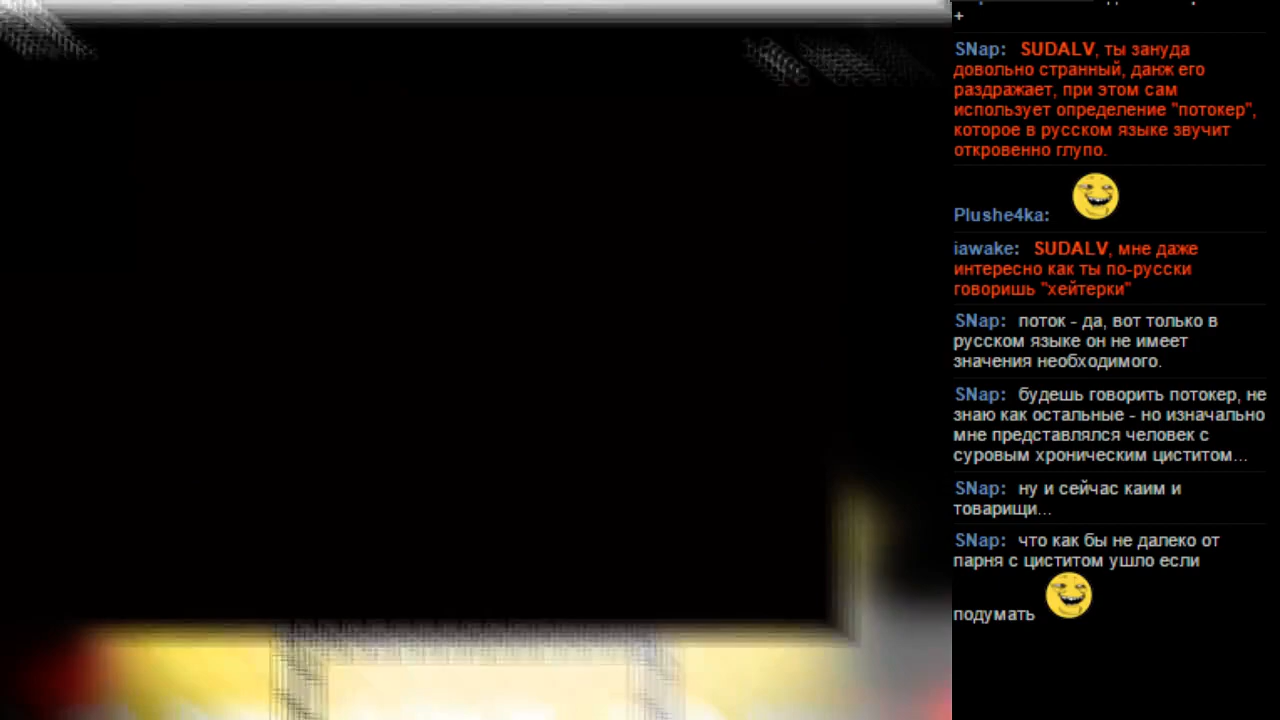 +
SNap: SUDALV, ты зануда
довольно странный, данж его
раздражает, при этом сам
использует определение "потокер",
которое в русском языке звучит
откровенно глупо.
Plushe4ka:
iawake: SUDALV, мне даже
интересно как ты по-русски
говоришь "хейтерки"
SNap: поток - да, вот только в
русском языке он не имеет
значения необходимого.
SNap: будешь говорить потокер, не
знаю как остальные - но изначально
мне представлялся человек с
суровым хроническим циститом...
SNap: ну и сейчас каим и
товарищи...
SNap: что как бы не далеко от
парня с циститом ушло если
подумать